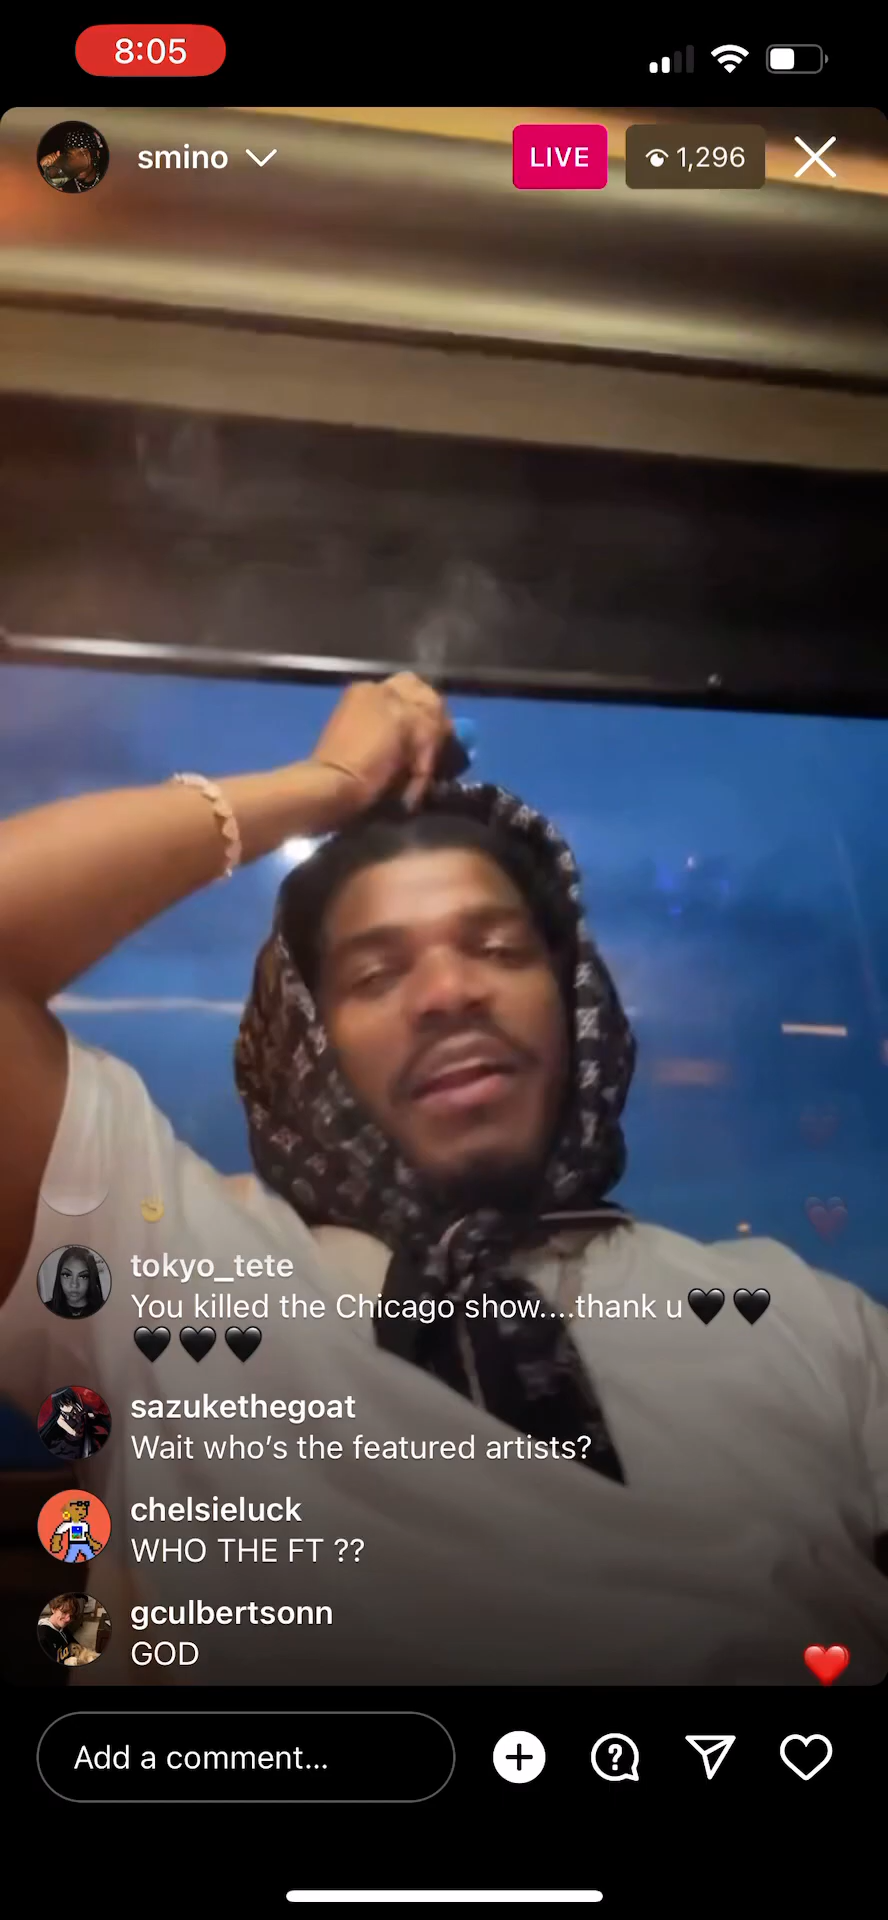 8:05
smino
LIVE
1,296
tokyo_tete
You killed the Chicago show....thank u🖤🖤
🖤🖤🖤
sazukethegoat
Wait who's the featured artists?
chelsieluck
WHO THE FT ??
gculbertsonn
GOD
Add a comment...